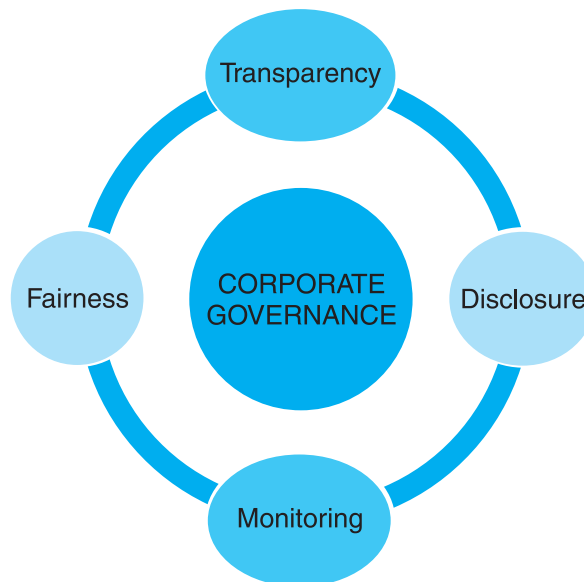 Transparency
Fairness
CORPORATE
GOVERNANCE
Disclosure
Monitoring